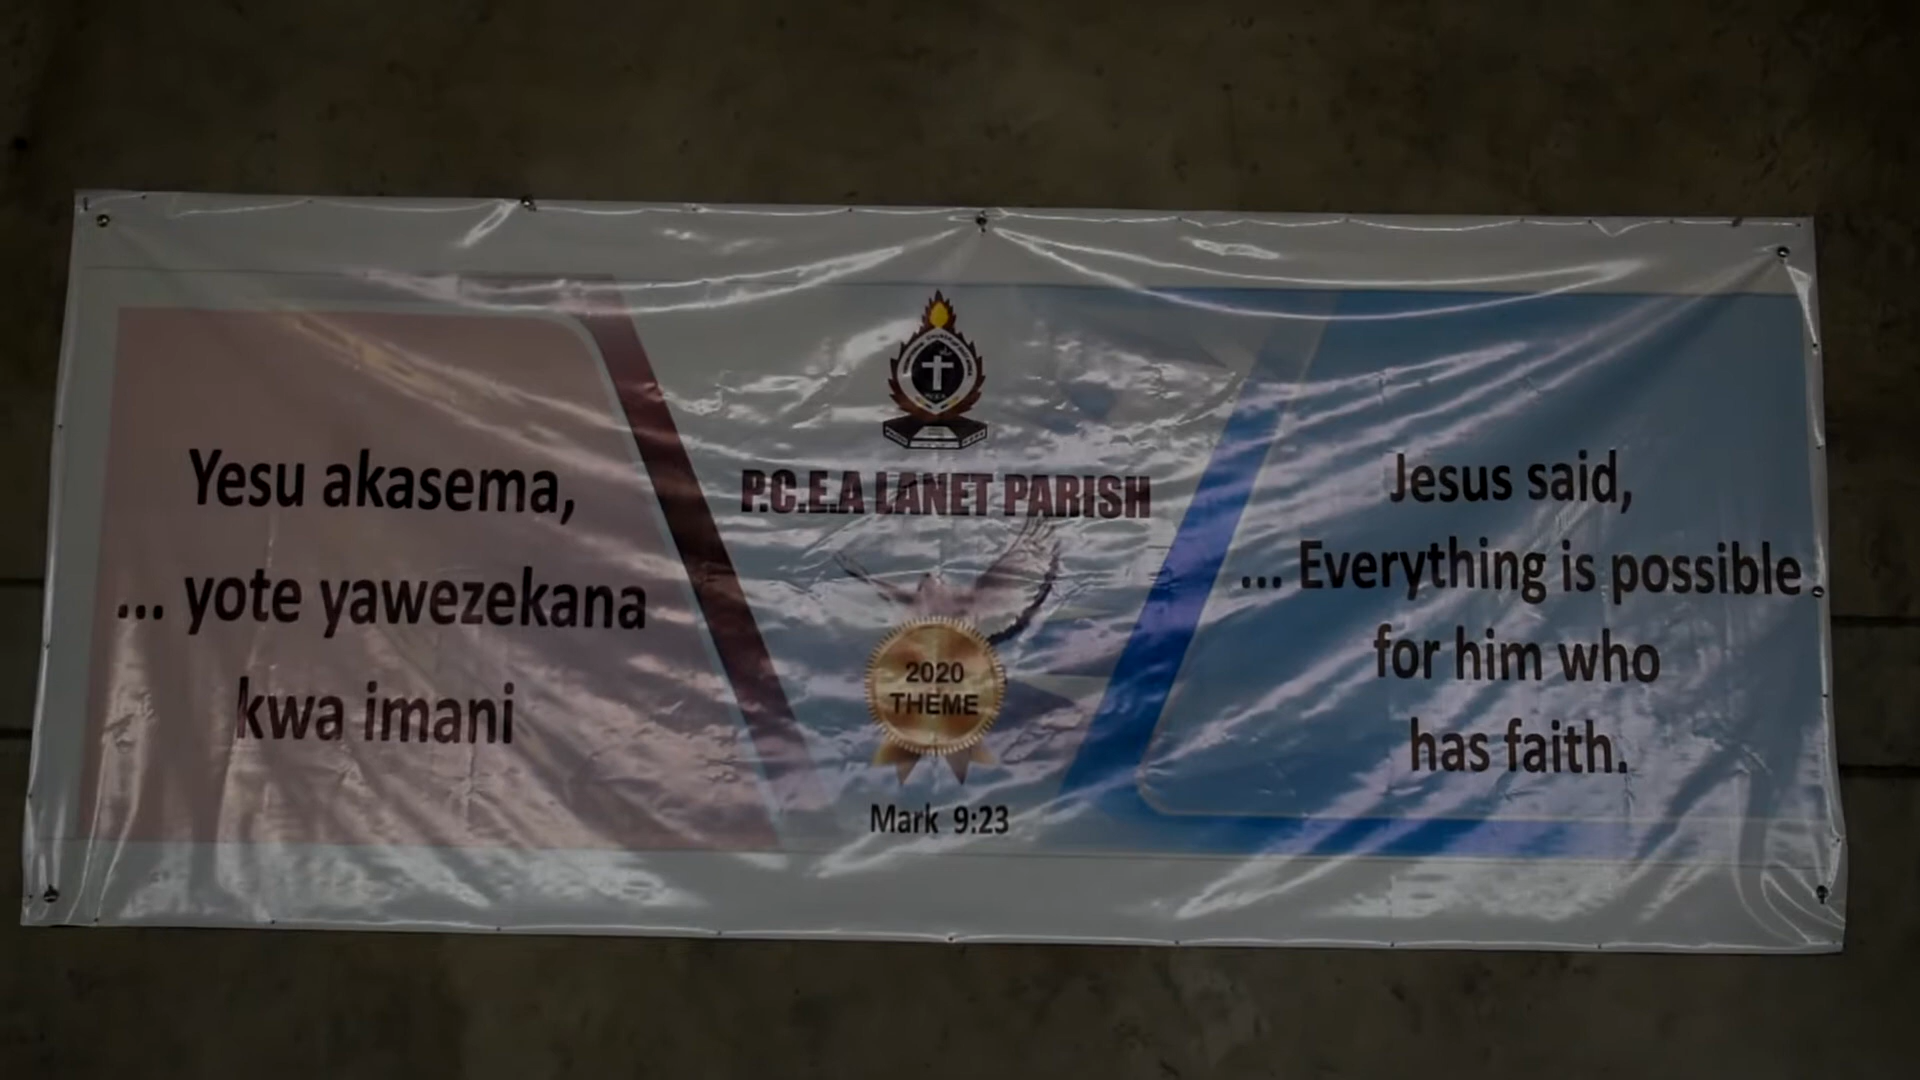 Yesu akasema,
... yote yawezekana
kwa imani
P.C.E.A LANET PARISH
2020
THEME
Mark 9:23
Jesus said,
... Everything is possible
for him who
has faith.